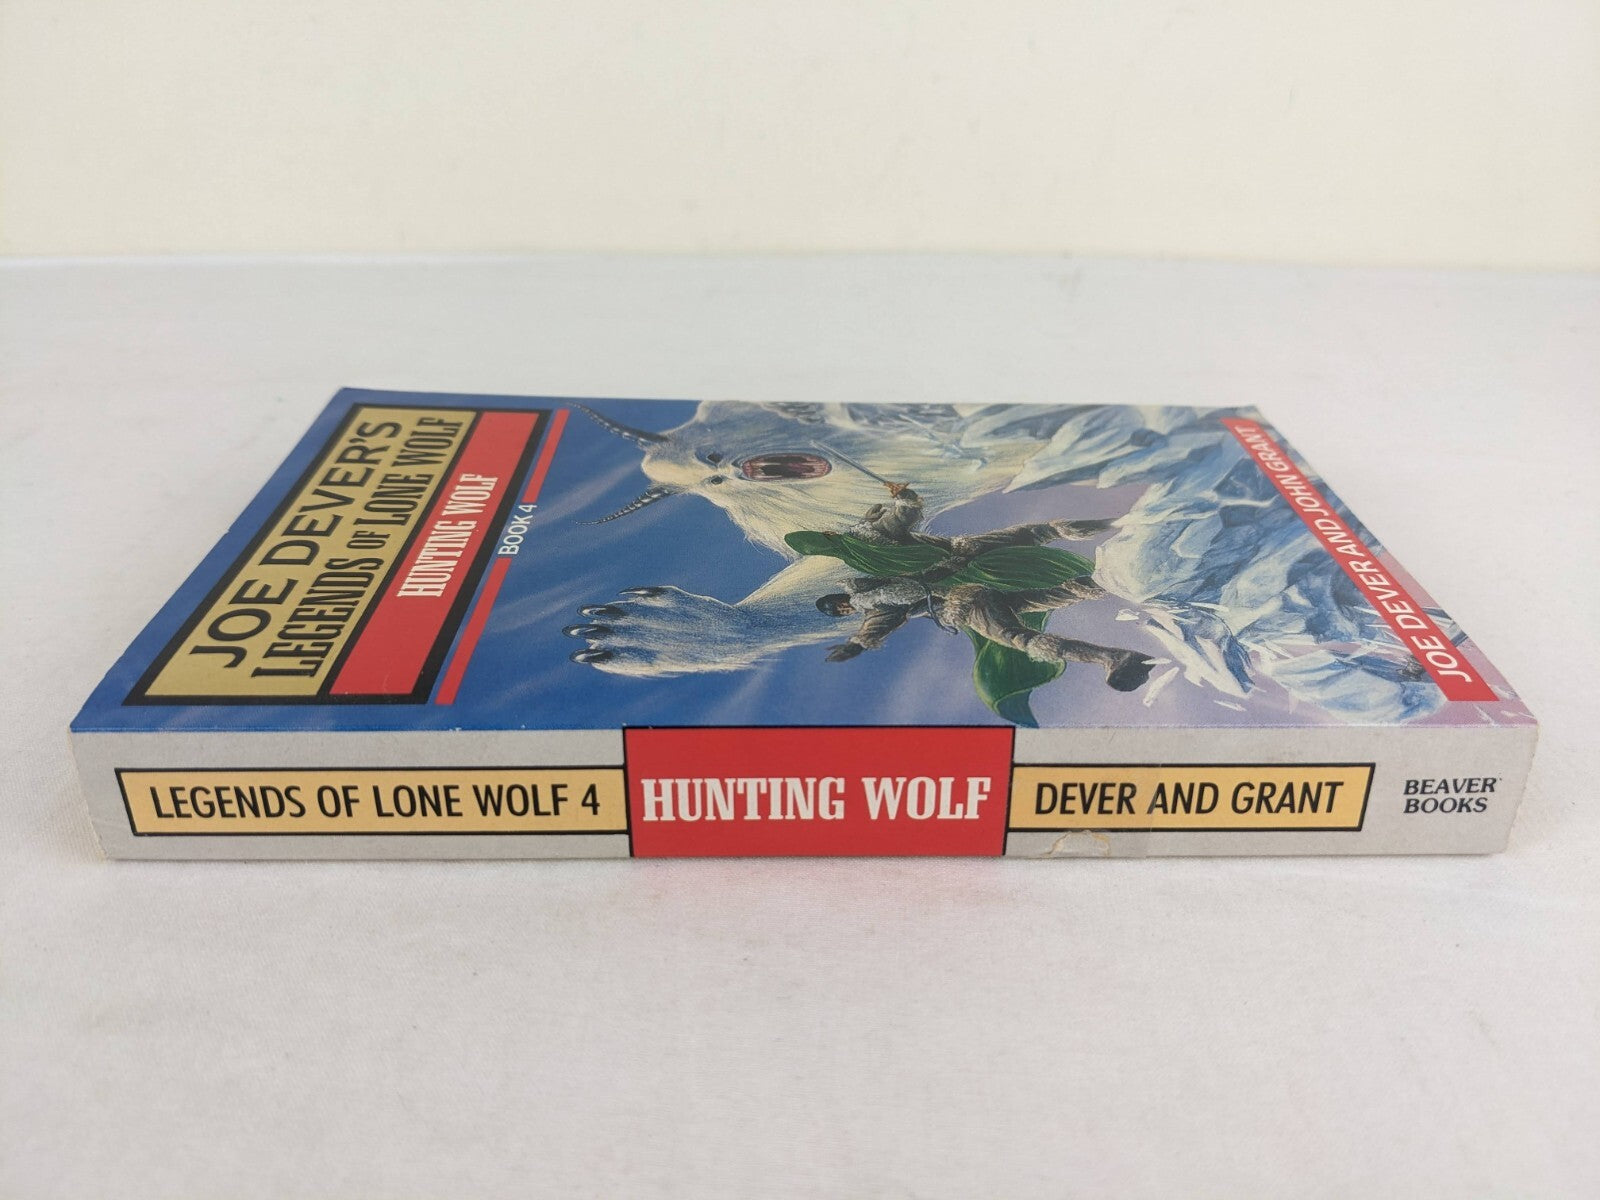 JOE DEVER'S
LEGENDS OF LONE WOLF
HUNTING WOLF
BOOK 4
JOE DEVER AND JOHN GRANT
LEGENDS OF LONE WOLF 4
HUNTING WOLF
DEVER AND GRANT
BEAVER
BOOKS